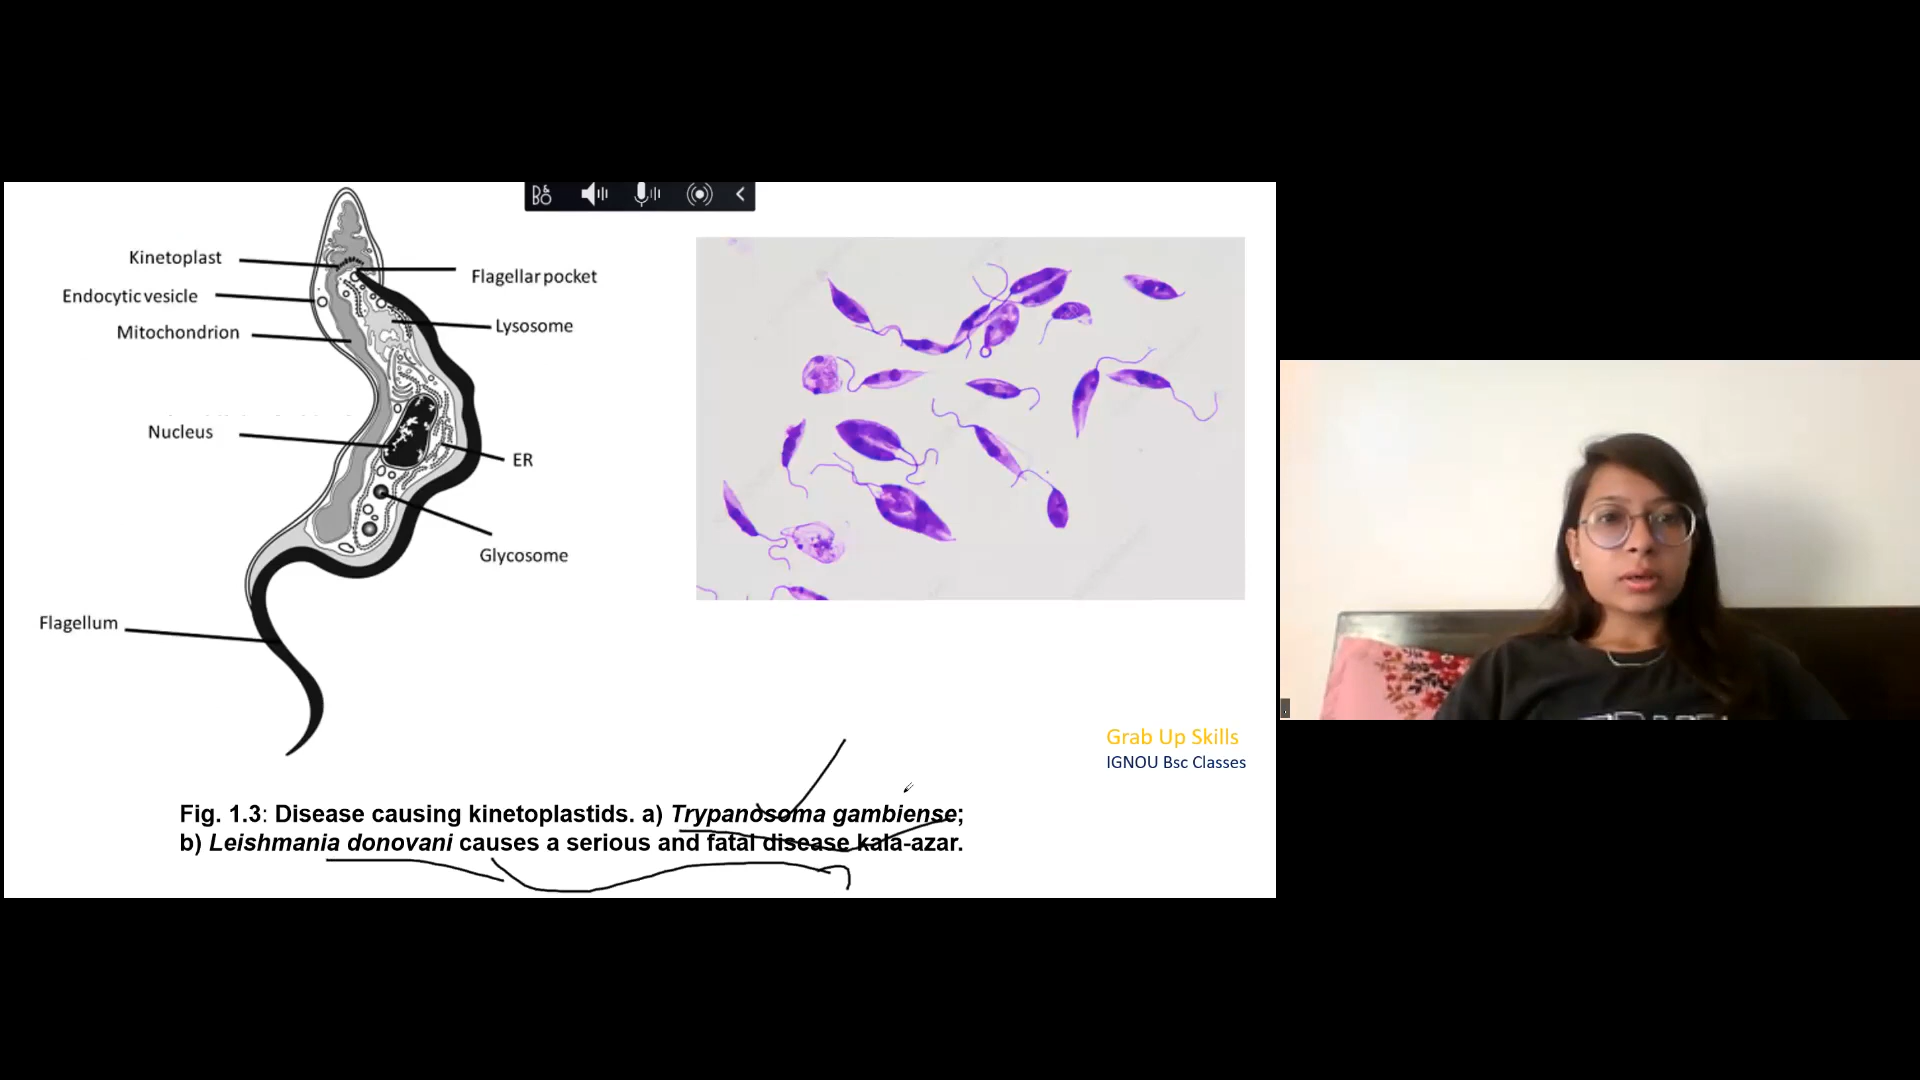 Kinetoplast
Endocytic vesicle
Mitochondrion
Nucleus
Flagellum
Flagellar pocket
Lysosome
ER
Glycosome
Grab Up Skills
IGNOU Bsc Classes
Fig. 1.3: Disease causing kinetoplastids. a) Trypanosoma gambiense;
b) Leishmania donovani causes a serious and fatal disease kala-azar.